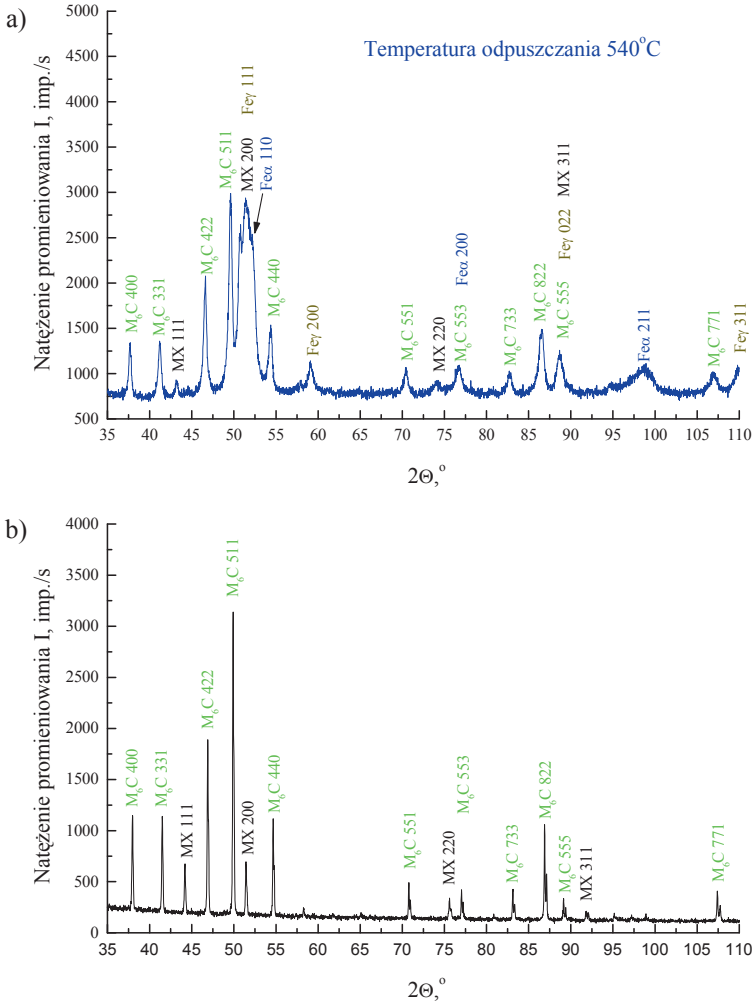 a)
Temperatura odpuszczania 540°C
Natężenie promieniowania I, imp./s
5000
4500
4000
3500
3000
2500
2000
1500
1000
500
M₆C 400
M₆C 331
MX 111
M₆C 422
M₆C 511
MX 200
Feγ 111
Feα 110
M₆C 440
Feγ 200
M₆C 551
MX 220
M₆C 553
Feα 200
M₆C 733
M₆C 822
M₆C 555
Feγ 022
MX 311
Feα 211
M₆C 771
Feγ 311
35 40 45 50 55 60 65 70 75 80 85 90 95 100 105 110
2Θ,°
b)
Natężenie promieniowania I, imp./s
4000
3500
3000
2500
2000
1500
1000
500
0
M₆C 400
M₆C 331
MX 111
M₆C 422
M₆C 511
MX 200
M₆C 440
M₆C 551
MX 220
M₆C 553
M₆C 733
M₆C 822
M₆C 555
MX 311
M₆C 771
35 40 45 50 55 60 65 70 75 80 85 90 95 100 105 110
2Θ,°